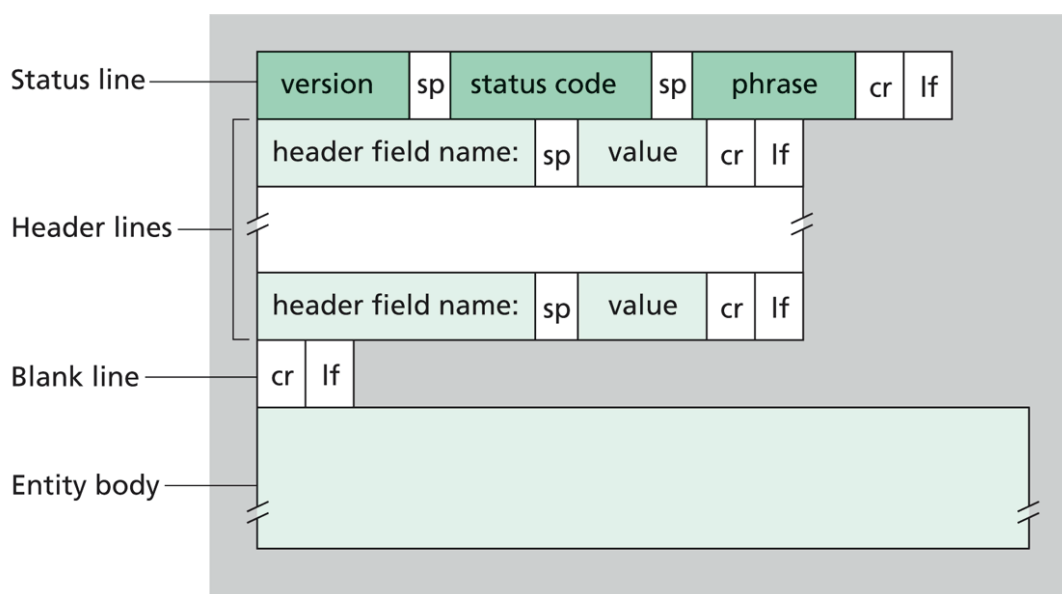 Status line
version sp status code sp phrase cr lf
header field name: sp value cr lf
Header lines
header field name: sp value cr lf
Blank line
cr lf
Entity body